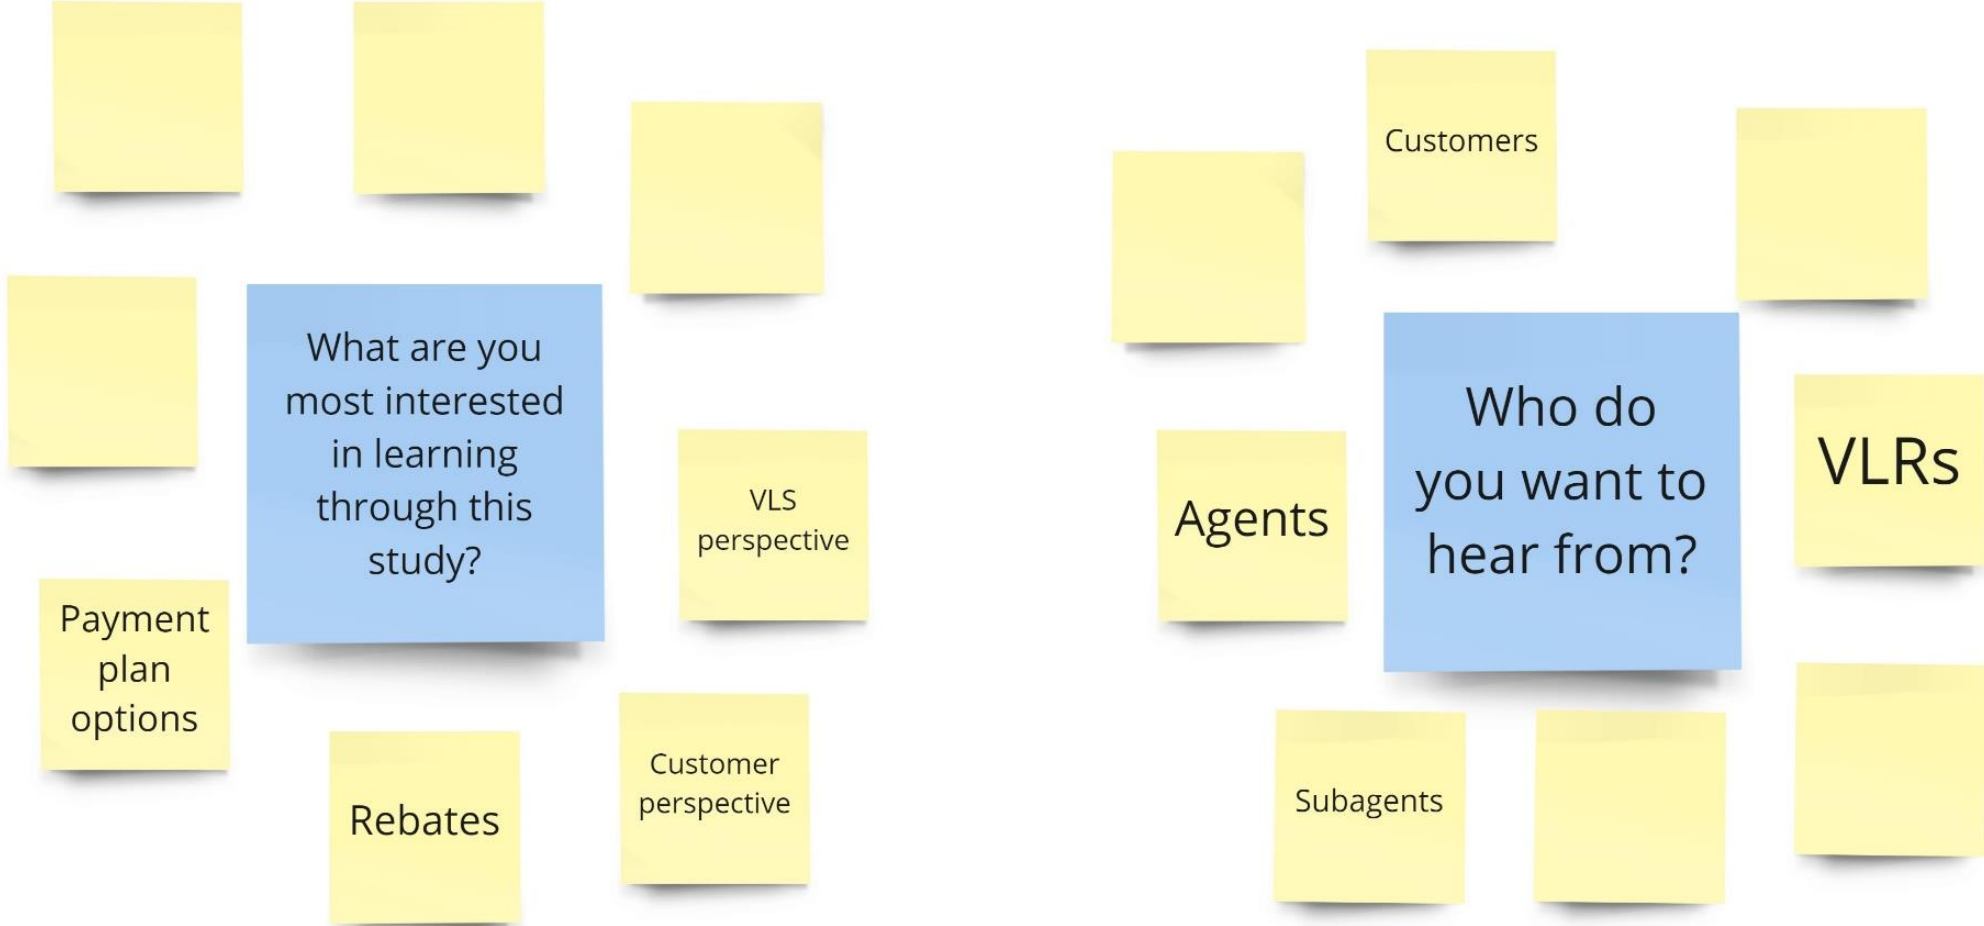 What are you
most interested
in learning
through this
study?
VLS
perspective
Payment
plan
options
Rebates
Customer
perspective
Customers
Who do
you want to
hear from?
VLRs
Agents
Subagents